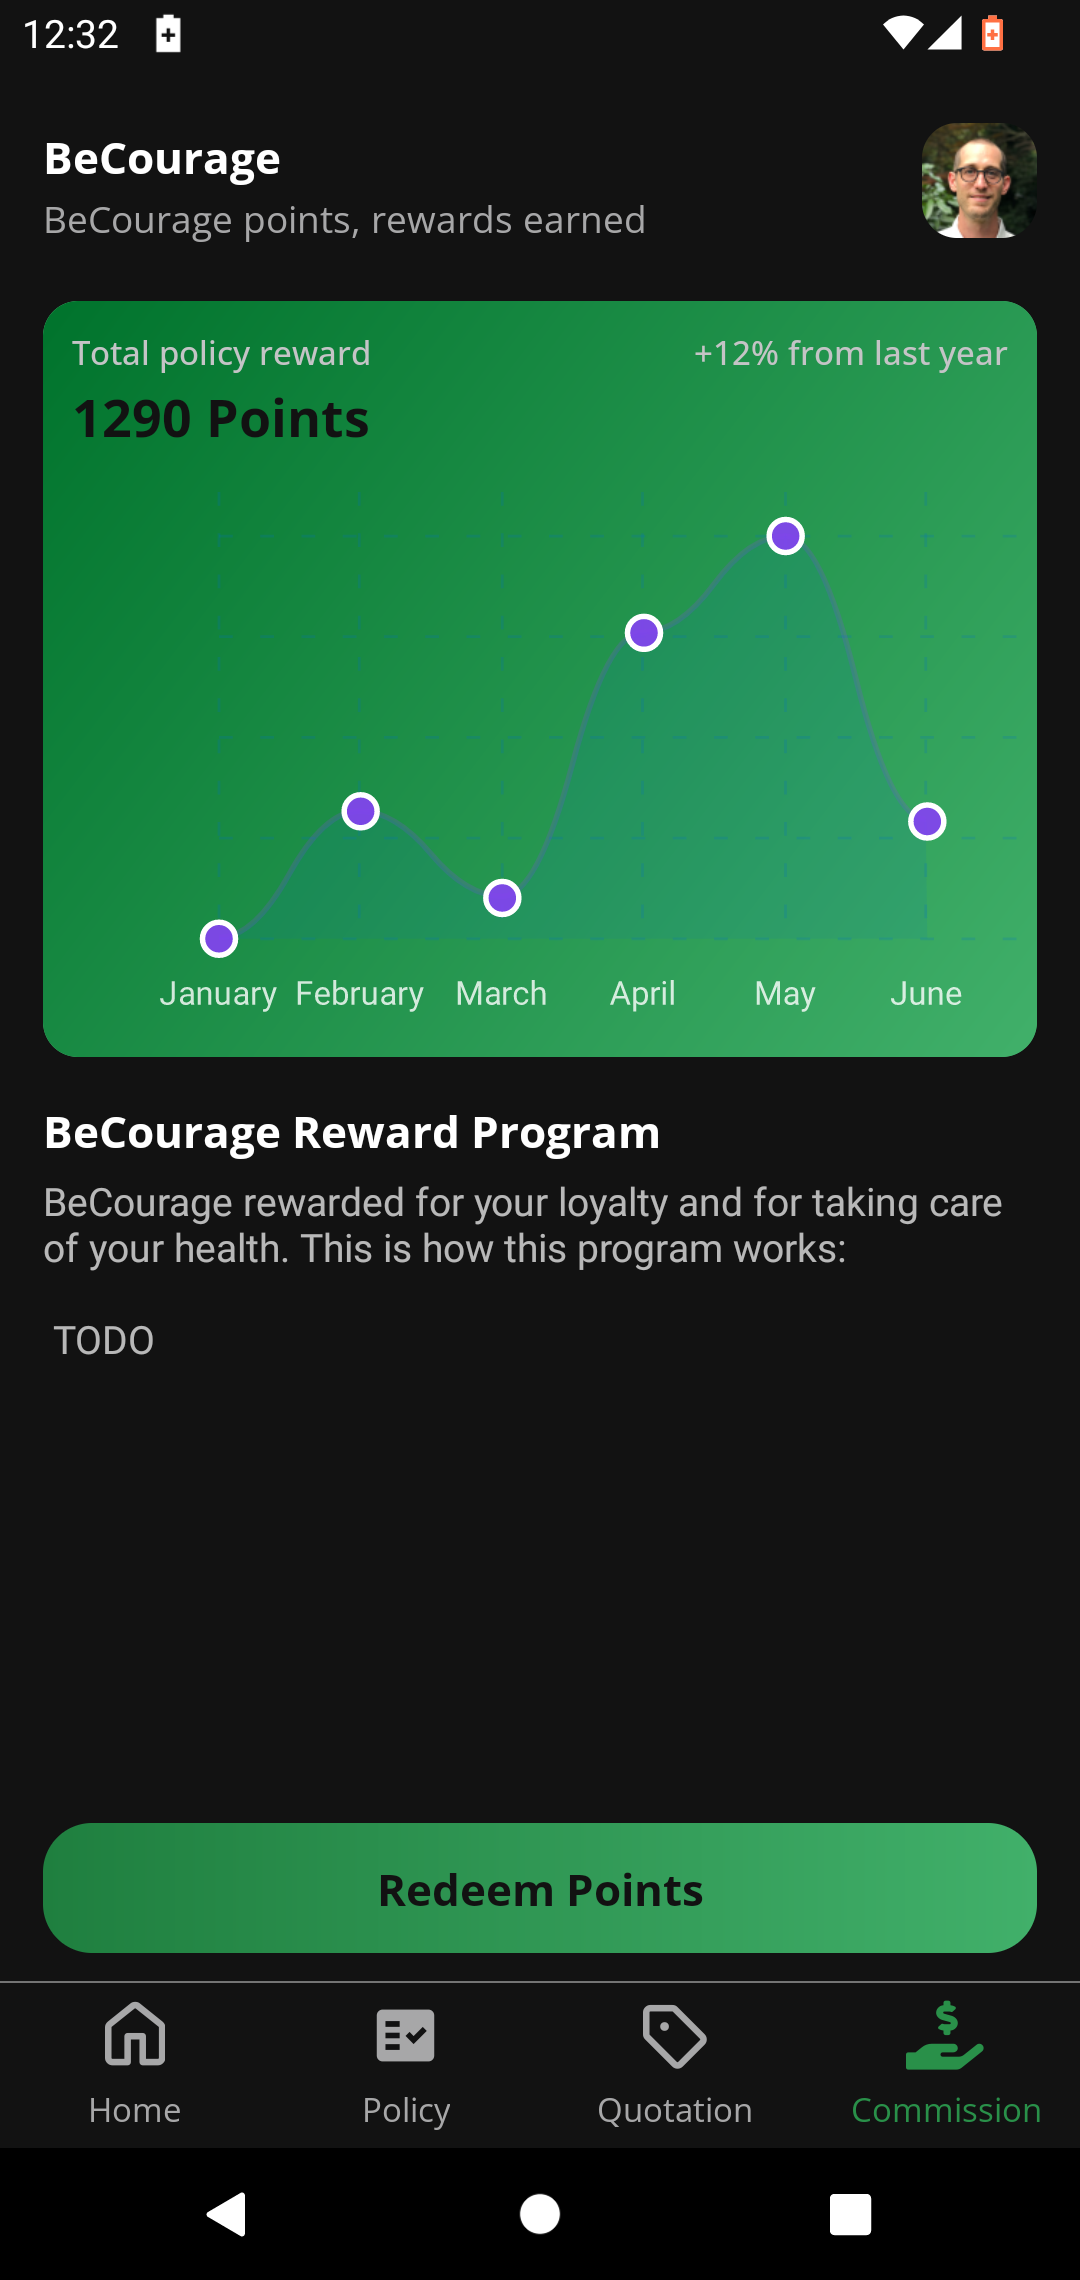 12:32
BeCourage
BeCourage points, rewards earned
Total policy reward
+12% from last year
1290 Points
January February March April May June
BeCourage Reward Program
BeCourage rewarded for your loyalty and for taking care
of your health. This is how this program works:
TODO
Redeem Points
Home Policy Quotation Commission